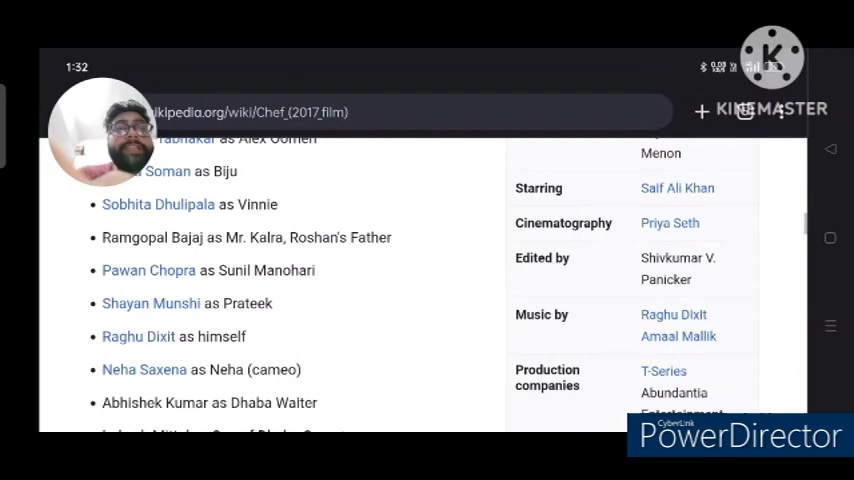 1:32
KINEMASTER
ikipedia.org/wiki/Chef_(2017_film)
as Alex Oomen
Soman as Biju
Sobhita Dhulipala as Vinnie
Ramgopal Bajaj as Mr. Kalra, Roshan's Father
Pawan Chopra as Sunil Manohari
Shayan Munshi as Prateek
Raghu Dixit as himself
Neha Saxena as Neha (cameo)
Abhishek Kumar as Dhaba Waiter
Menon
Starring Saif Ali Khan
Cinematography Priya Seth
Edited by Shivkumar V.
Panicker
Music by Raghu Dixit
Amaal Mallik
Production T-Series
companies Abundantia
Entertainment
CyberLink
PowerDirector